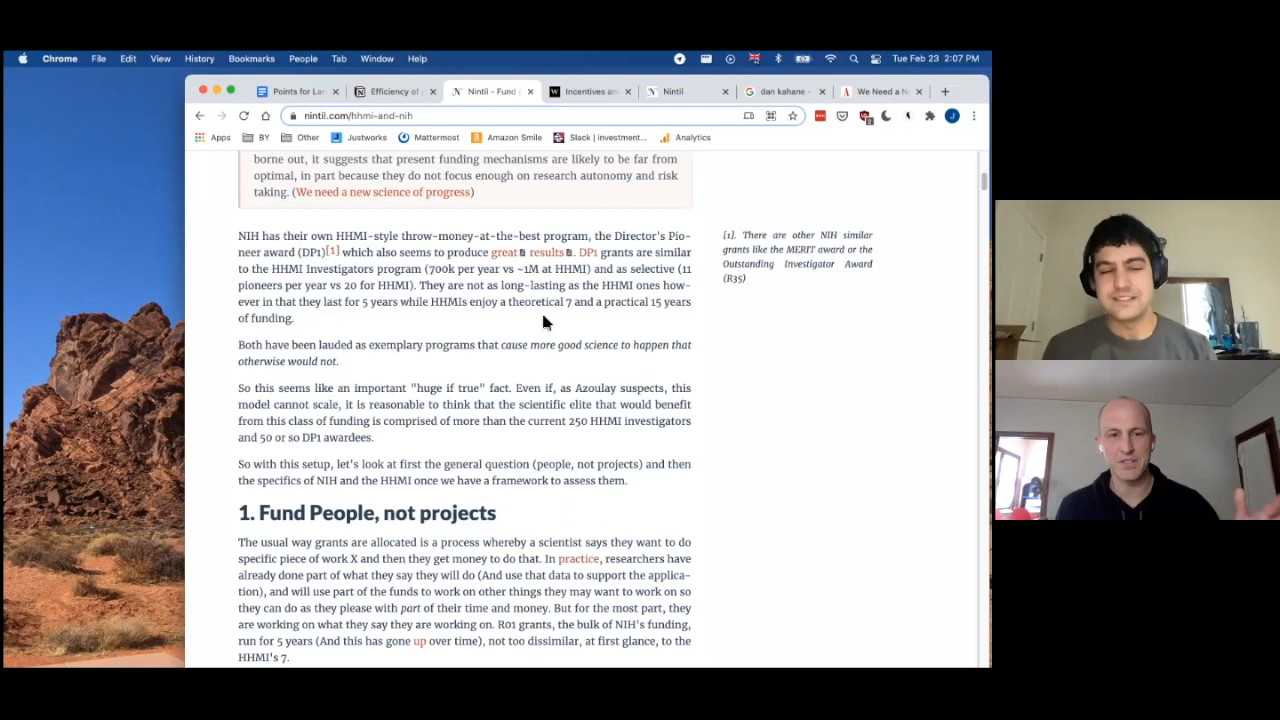 Chrome File Edit View History Bookmarks People Tab Window Help Tue Feb 23 2:07 PM
Points for La Efficiency of Nintil - Fund Incentives an Nintil dan kahane - We Need a N
nintil.com/hhmi-and-nih
Apps BY Other Justworks Mattermost Amazon Smile Slack | investment... Analytics
borne out, it suggests that present funding mechanisms are likely to be far from
optimal, in part because they do not focus enough on research autonomy and risk
taking. (We need a new science of progress)
NIH has their own HHMI-style throw-money-at-the-best program, the Director's Pio-
neer award (DP1)[1] which also seems to produce great results. DP1 grants are similar
to the HHMI Investigators program (700k per year vs ~1M at HHMI) and as selective (11
pioneers per year vs 20 for HHMI). They are not as long-lasting as the HHMI ones how-
ever in that they last for 5 years while HHMIs enjoy a theoretical 7 and a practical 15 years
of funding.
[1]. There are other NIH similar
grants like the MERIT award or the
Outstanding Investigator Award
(R35)
Both have been lauded as exemplary programs that cause more good science to happen that
otherwise would not.
So this seems like an important "huge if true" fact. Even if, as Azoulay suspects, this
model cannot scale, it is reasonable to think that the scientific elite that would benefit
from this class of funding is comprised of more than the current 250 HHMI investigators
and 50 or so DP1 awardees.
So with this setup, let's look at first the general question (people, not projects) and then
the specifics of NIH and the HHMI once we have a framework to assess them.
1. Fund People, not projects
The usual way grants are allocated is a process whereby a scientist says they want to do
specific piece of work X and then they get money to do that. In practice, researchers have
already done part of what they say they will do (And use that data to support the applica-
tion), and will use part of the funds to work on other things they may want to work on so
they can do as they please with part of their time and money. But for the most part, they
are working on what they say they are working on. R01 grants, the bulk of NIH's funding,
run for 5 years (And this has gone up over time), not too dissimilar, at first glance, to the
HHMI's 7.